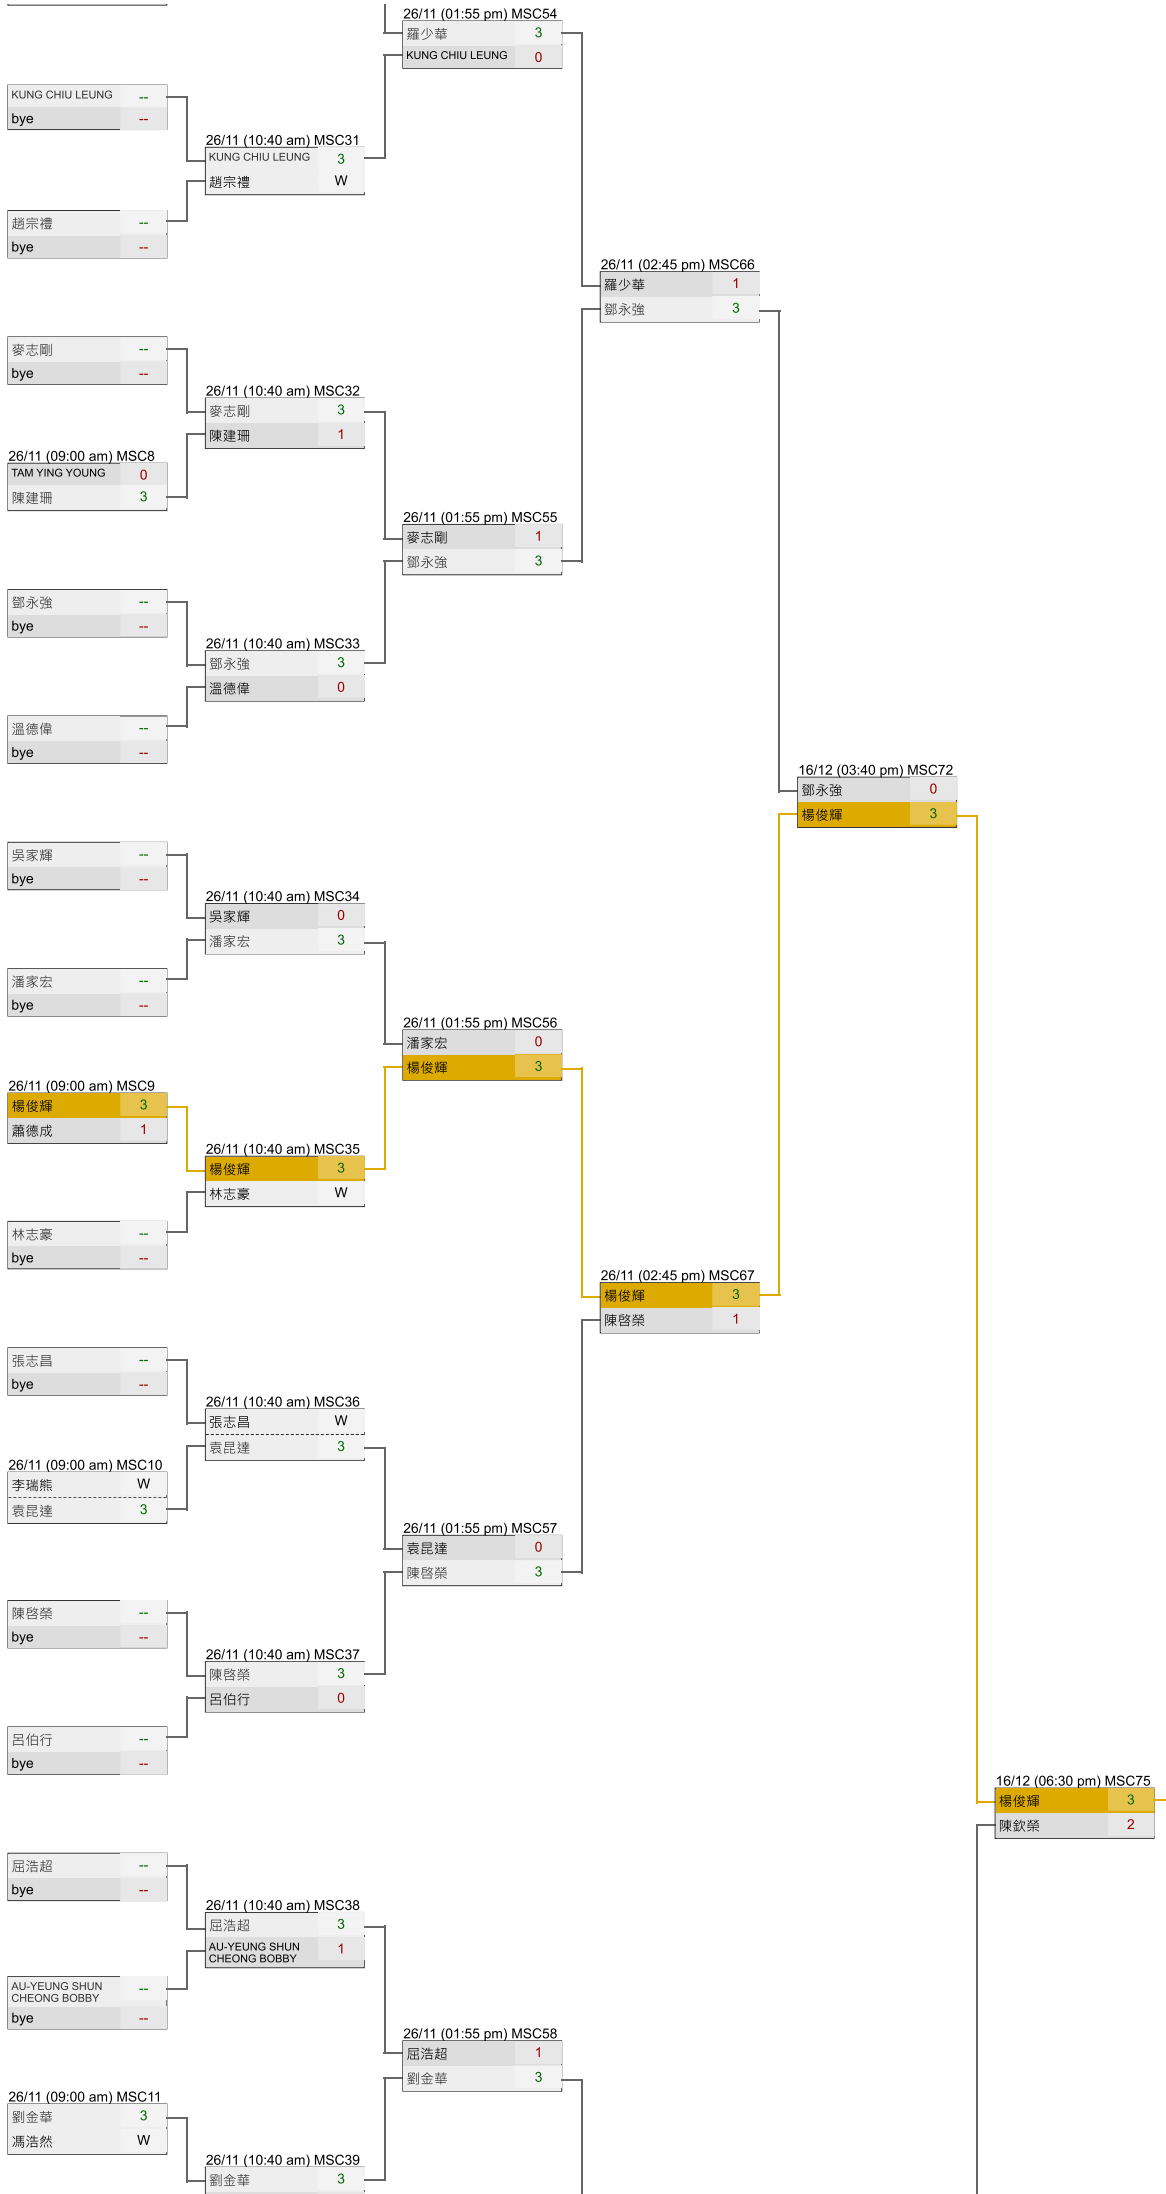 26/11 (01:55 pm) MSC54
羅少華 3
KUNG CHIU LEUNG 0
KUNG CHIU LEUNG --
bye --
26/11 (10:40 am) MSC31
KUNG CHIU LEUNG 3
趙宗禮 W
趙宗禮 --
bye --
26/11 (02:45 pm) MSC66
羅少華 1
鄧永強 3
麥志剛 --
bye --
26/11 (10:40 am) MSC32
麥志剛 3
陳建珊 1
26/11 (09:00 am) MSC8
TAM YING YOUNG 0
陳建珊 3
26/11 (01:55 pm) MSC55
麥志剛 1
鄧永強 3
鄧永強 --
bye --
26/11 (10:40 am) MSC33
鄧永強 3
溫德偉 0
溫德偉 --
bye --
16/12 (03:40 pm) MSC72
鄧永強 0
楊俊輝 3
吳家輝 --
bye --
26/11 (10:40 am) MSC34
吳家輝 0
潘家宏 3
潘家宏 --
bye --
26/11 (01:55 pm) MSC56
潘家宏 0
楊俊輝 3
26/11 (09:00 am) MSC9
楊俊輝 3
蕭德成 1
26/11 (10:40 am) MSC35
楊俊輝 3
林志豪 W
林志豪 --
bye --
26/11 (02:45 pm) MSC67
楊俊輝 3
陳啓榮 1
張志昌 --
bye --
26/11 (10:40 am) MSC36
張志昌 W
袁昆達 3
26/11 (09:00 am) MSC10
李瑞熊 W
袁昆達 3
26/11 (01:55 pm) MSC57
袁昆達 0
陳啓榮 3
陳啓榮 --
bye --
26/11 (10:40 am) MSC37
陳啓榮 3
呂伯行 0
呂伯行 --
bye --
16/12 (06:30 pm) MSC75
楊俊輝 3
陳欽榮 2
屈浩超 --
bye --
26/11 (10:40 am) MSC38
屈浩超 3
AU-YEUNG SHUN
CHEONG BOBBY 1
AU-YEUNG SHUN
CHEONG BOBBY --
bye --
26/11 (01:55 pm) MSC58
屈浩超 1
劉金華 3
26/11 (09:00 am) MSC11
劉金華 3
馮浩然 W
26/11 (10:40 am) MSC39
劉金華 3